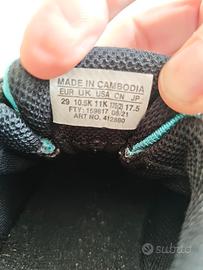 MADE IN CAMBODIA
EUR UK USA CN JP
29 10.5K 11K 175(2) 17.5
FTY: 159817 08/21
ART NO. 412880
Subito